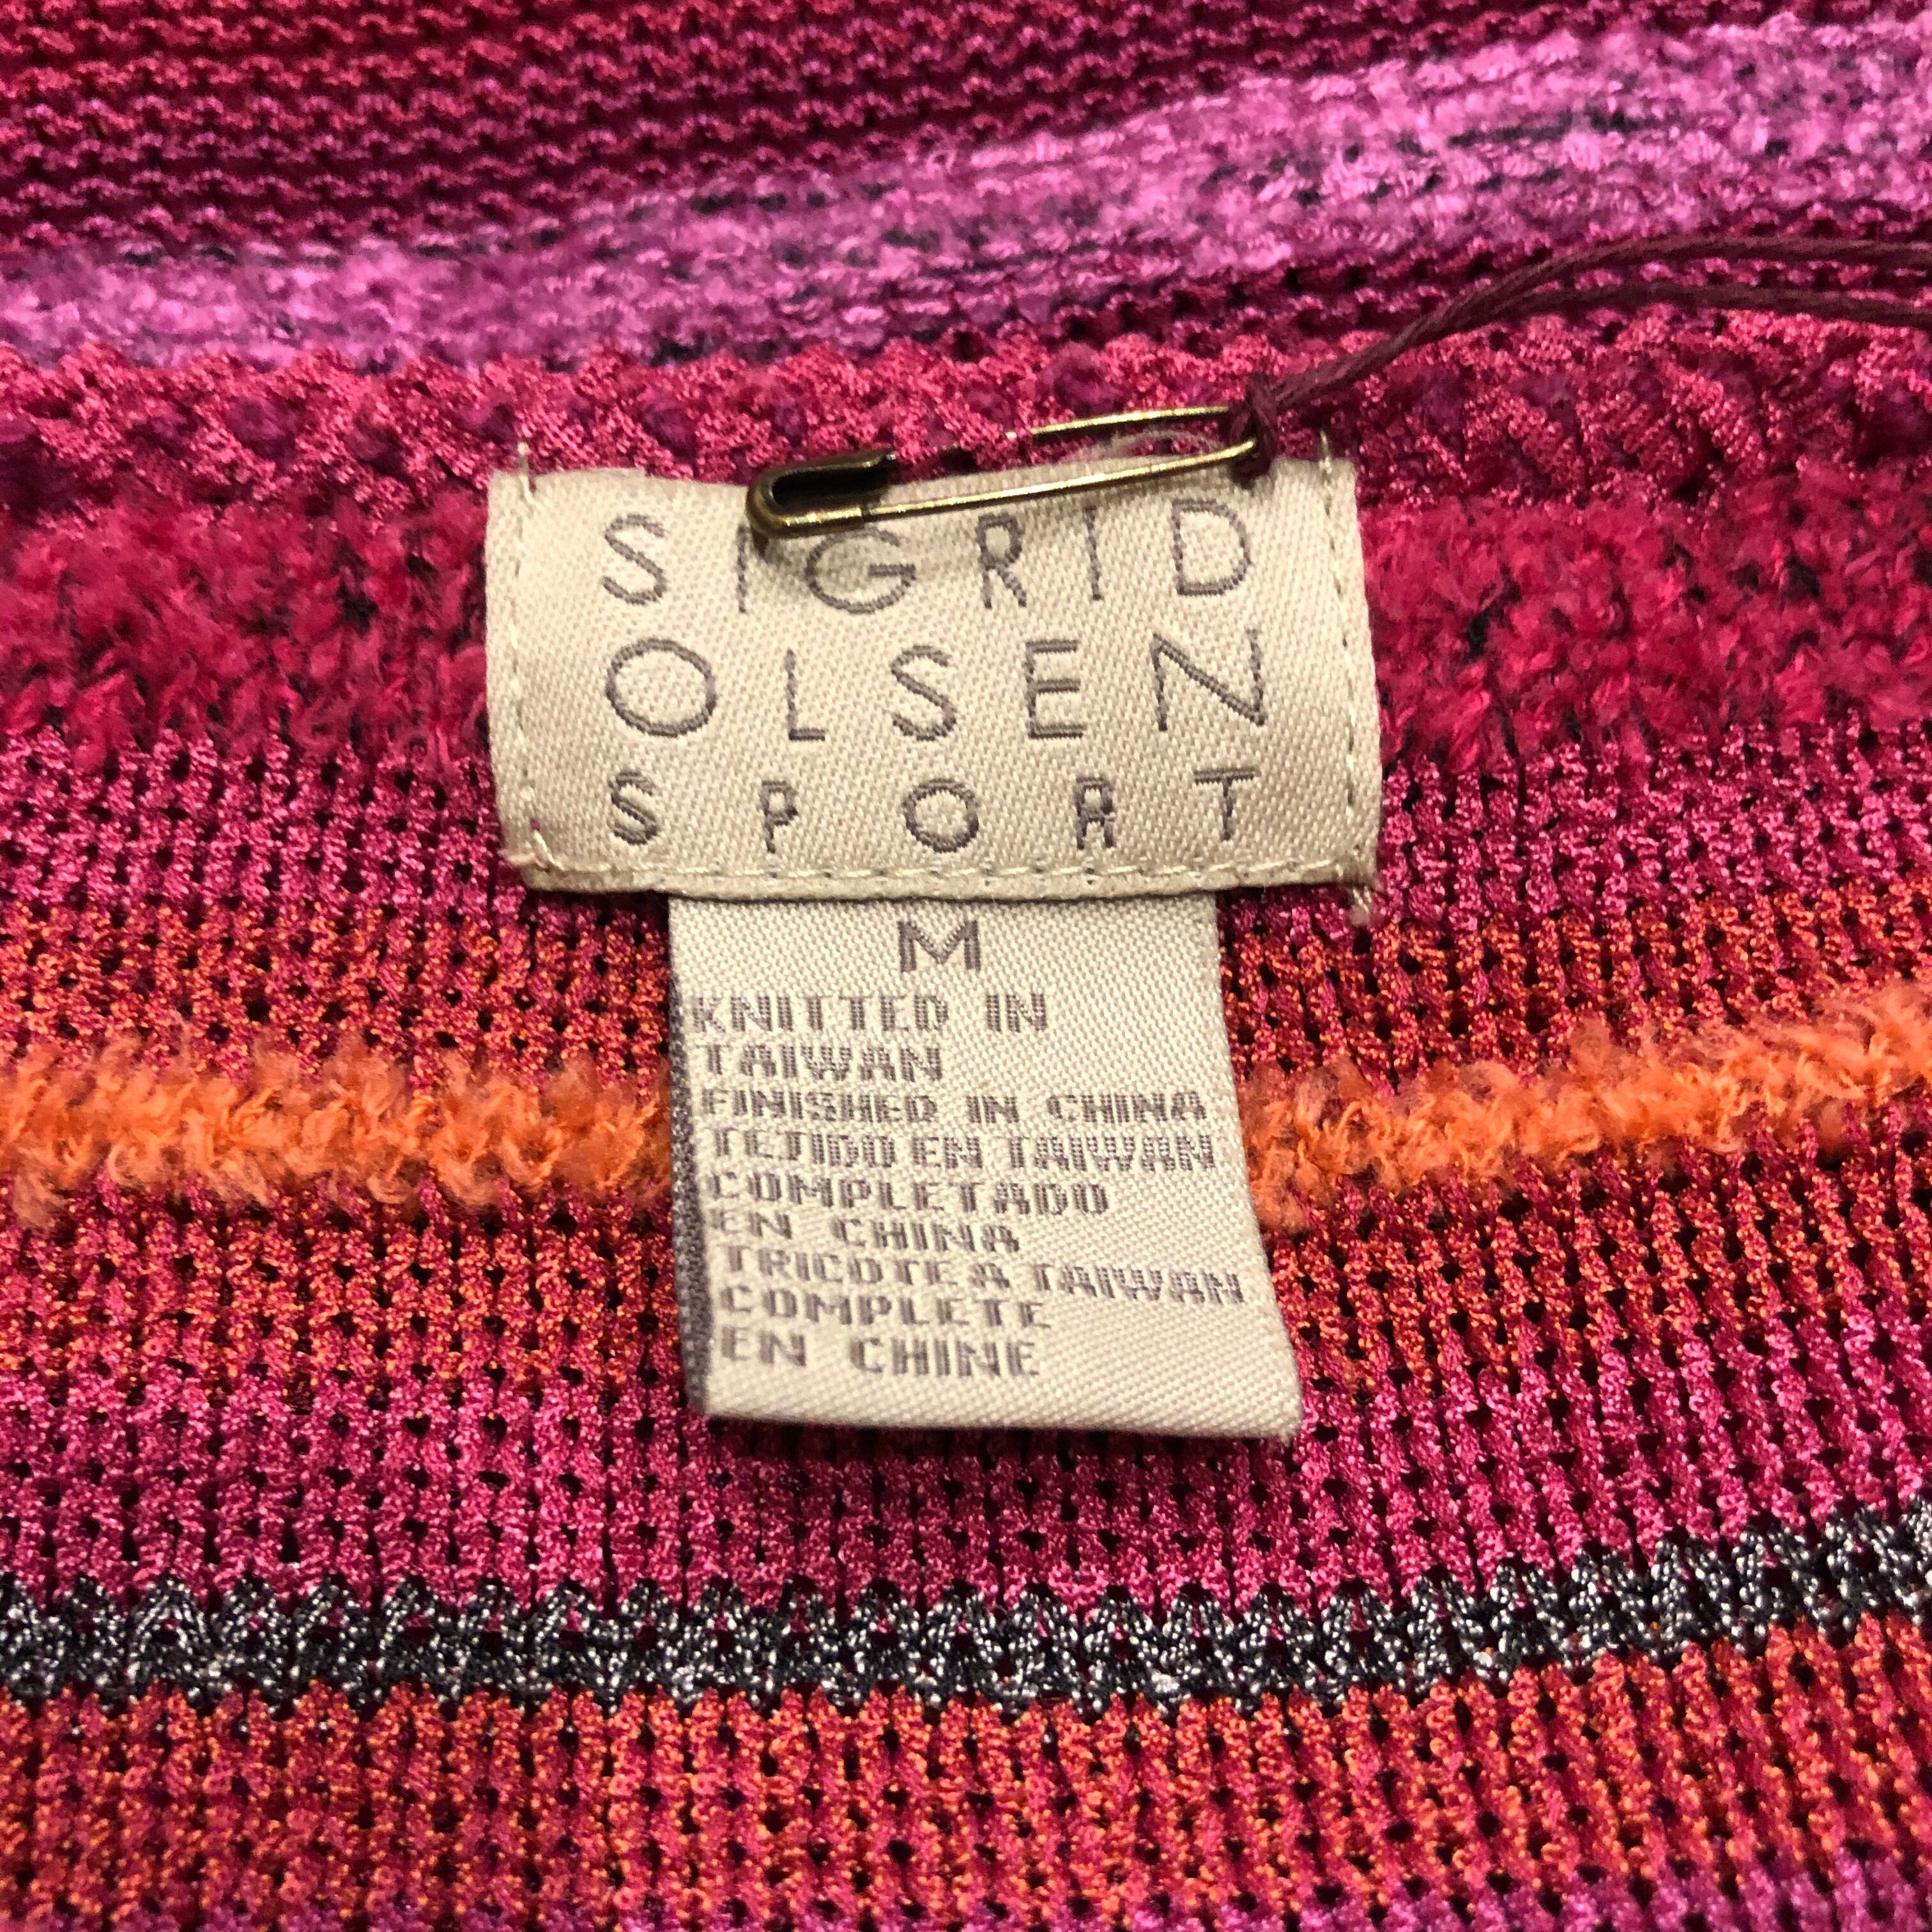 SIGRID
OLSEN
SPORT
M
KNITTED IN
TAIWAN
FINISHED IN CHINA
TEJIDO EN TAIWAN
COMPLETADO
EN CHINA
TRICOTE A TAIWAN
COMPLETE
EN CHINE